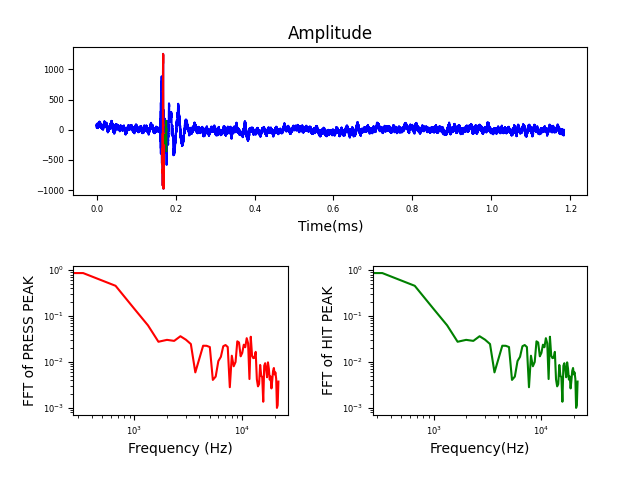 Amplitude
1000
500
0
−500
−1000
0.0 0.2 0.4 0.6 0.8 1.0 1.2
Time(ms)
FFT of PRESS PEAK
10⁰
10⁻¹
10⁻²
10⁻³
10³ 10⁴
Frequency (Hz)
FFT of HIT PEAK
10⁰
10⁻¹
10⁻²
10⁻³
10³ 10⁴
Frequency(Hz)